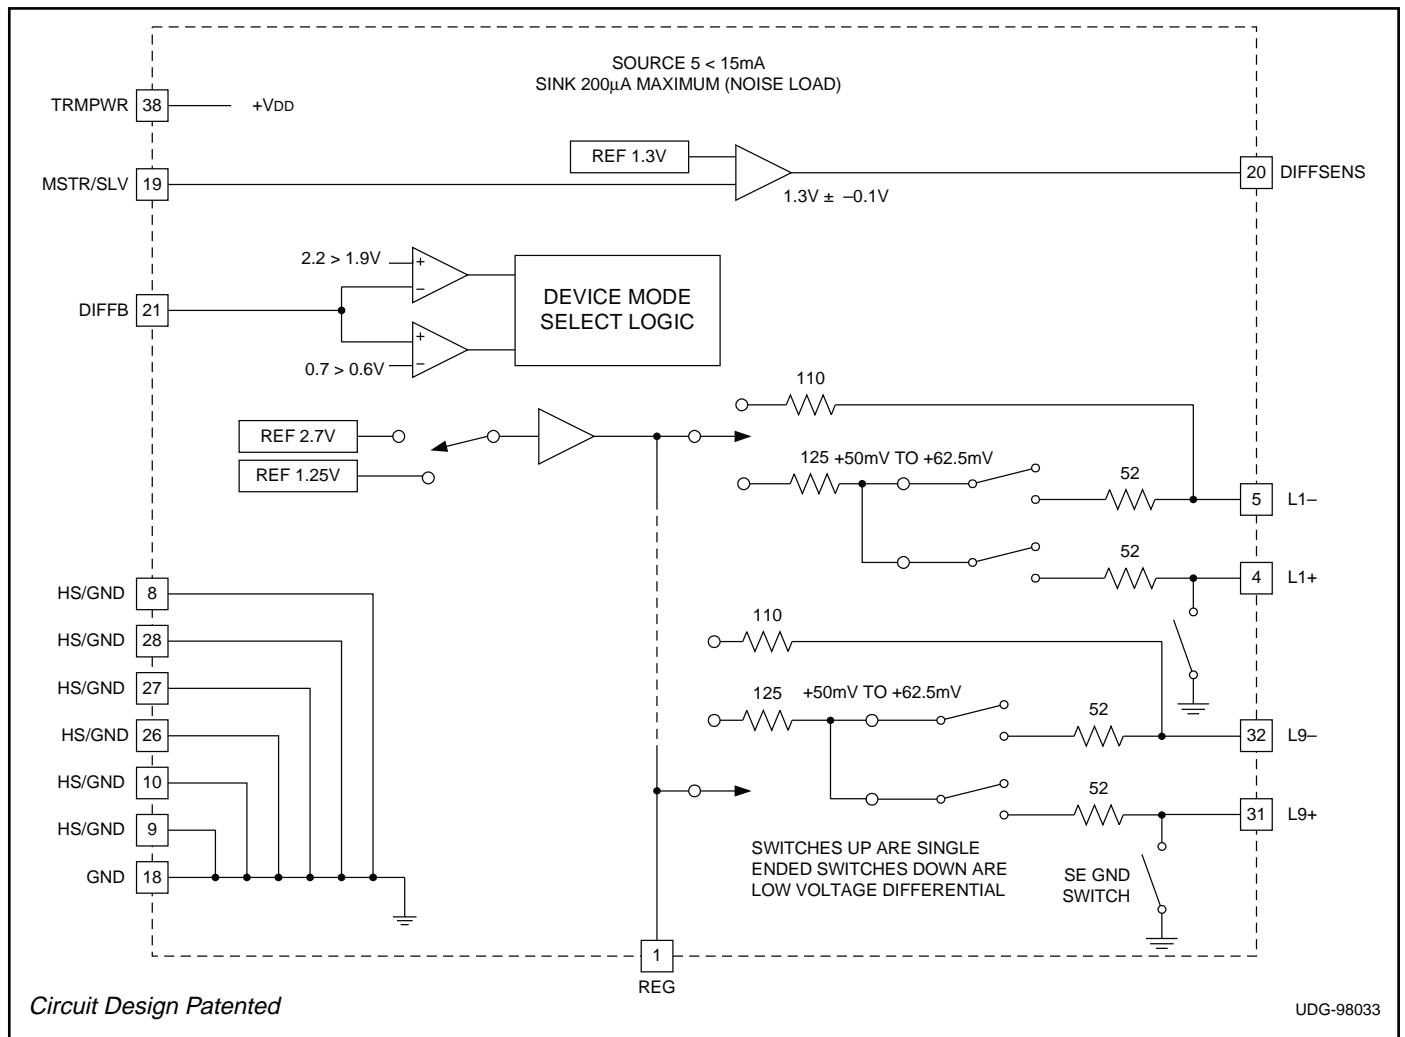 SOURCE 5 < 15mA
SINK 200µA MAXIMUM (NOISE LOAD)
TRMPWR 38 +VDD
REF 1.3V
MSTR/SLV 19
20 DIFFSENS
1.3V ± –0.1V
2.2 > 1.9V
+
–
DIFFB 21
DEVICE MODE
SELECT LOGIC
+
–
0.7 > 0.6V
110
REF 2.7V
REF 1.25V
125 +50mV TO +62.5mV
52
5 L1–
52
4 L1+
HS/GND 8
HS/GND 28
HS/GND 27
HS/GND 26
HS/GND 10
HS/GND 9
GND 18
110
125 +50mV TO +62.5mV
52
32 L9–
52
31 L9+
SWITCHES UP ARE SINGLE
ENDED SWITCHES DOWN ARE
LOW VOLTAGE DIFFERENTIAL
SE GND
SWITCH
1
REG
Circuit Design Patented
UDG-98033